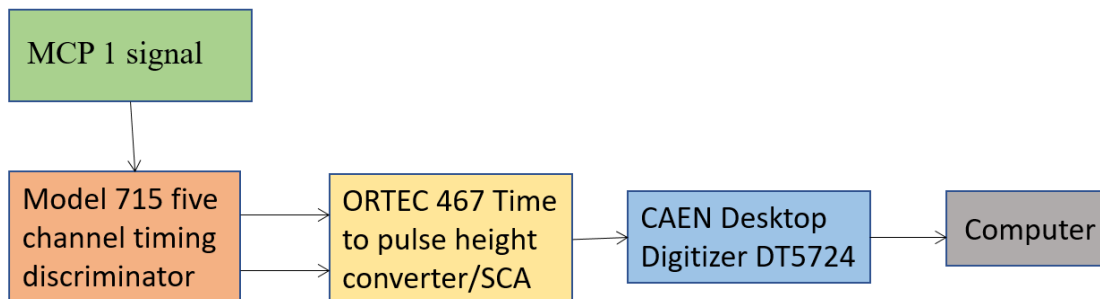 MCP 1 signal
Model 715 five
channel timing
discriminator
ORTEC 467 Time
to pulse height
converter/SCA
CAEN Desktop
Digitizer DT5724
Computer